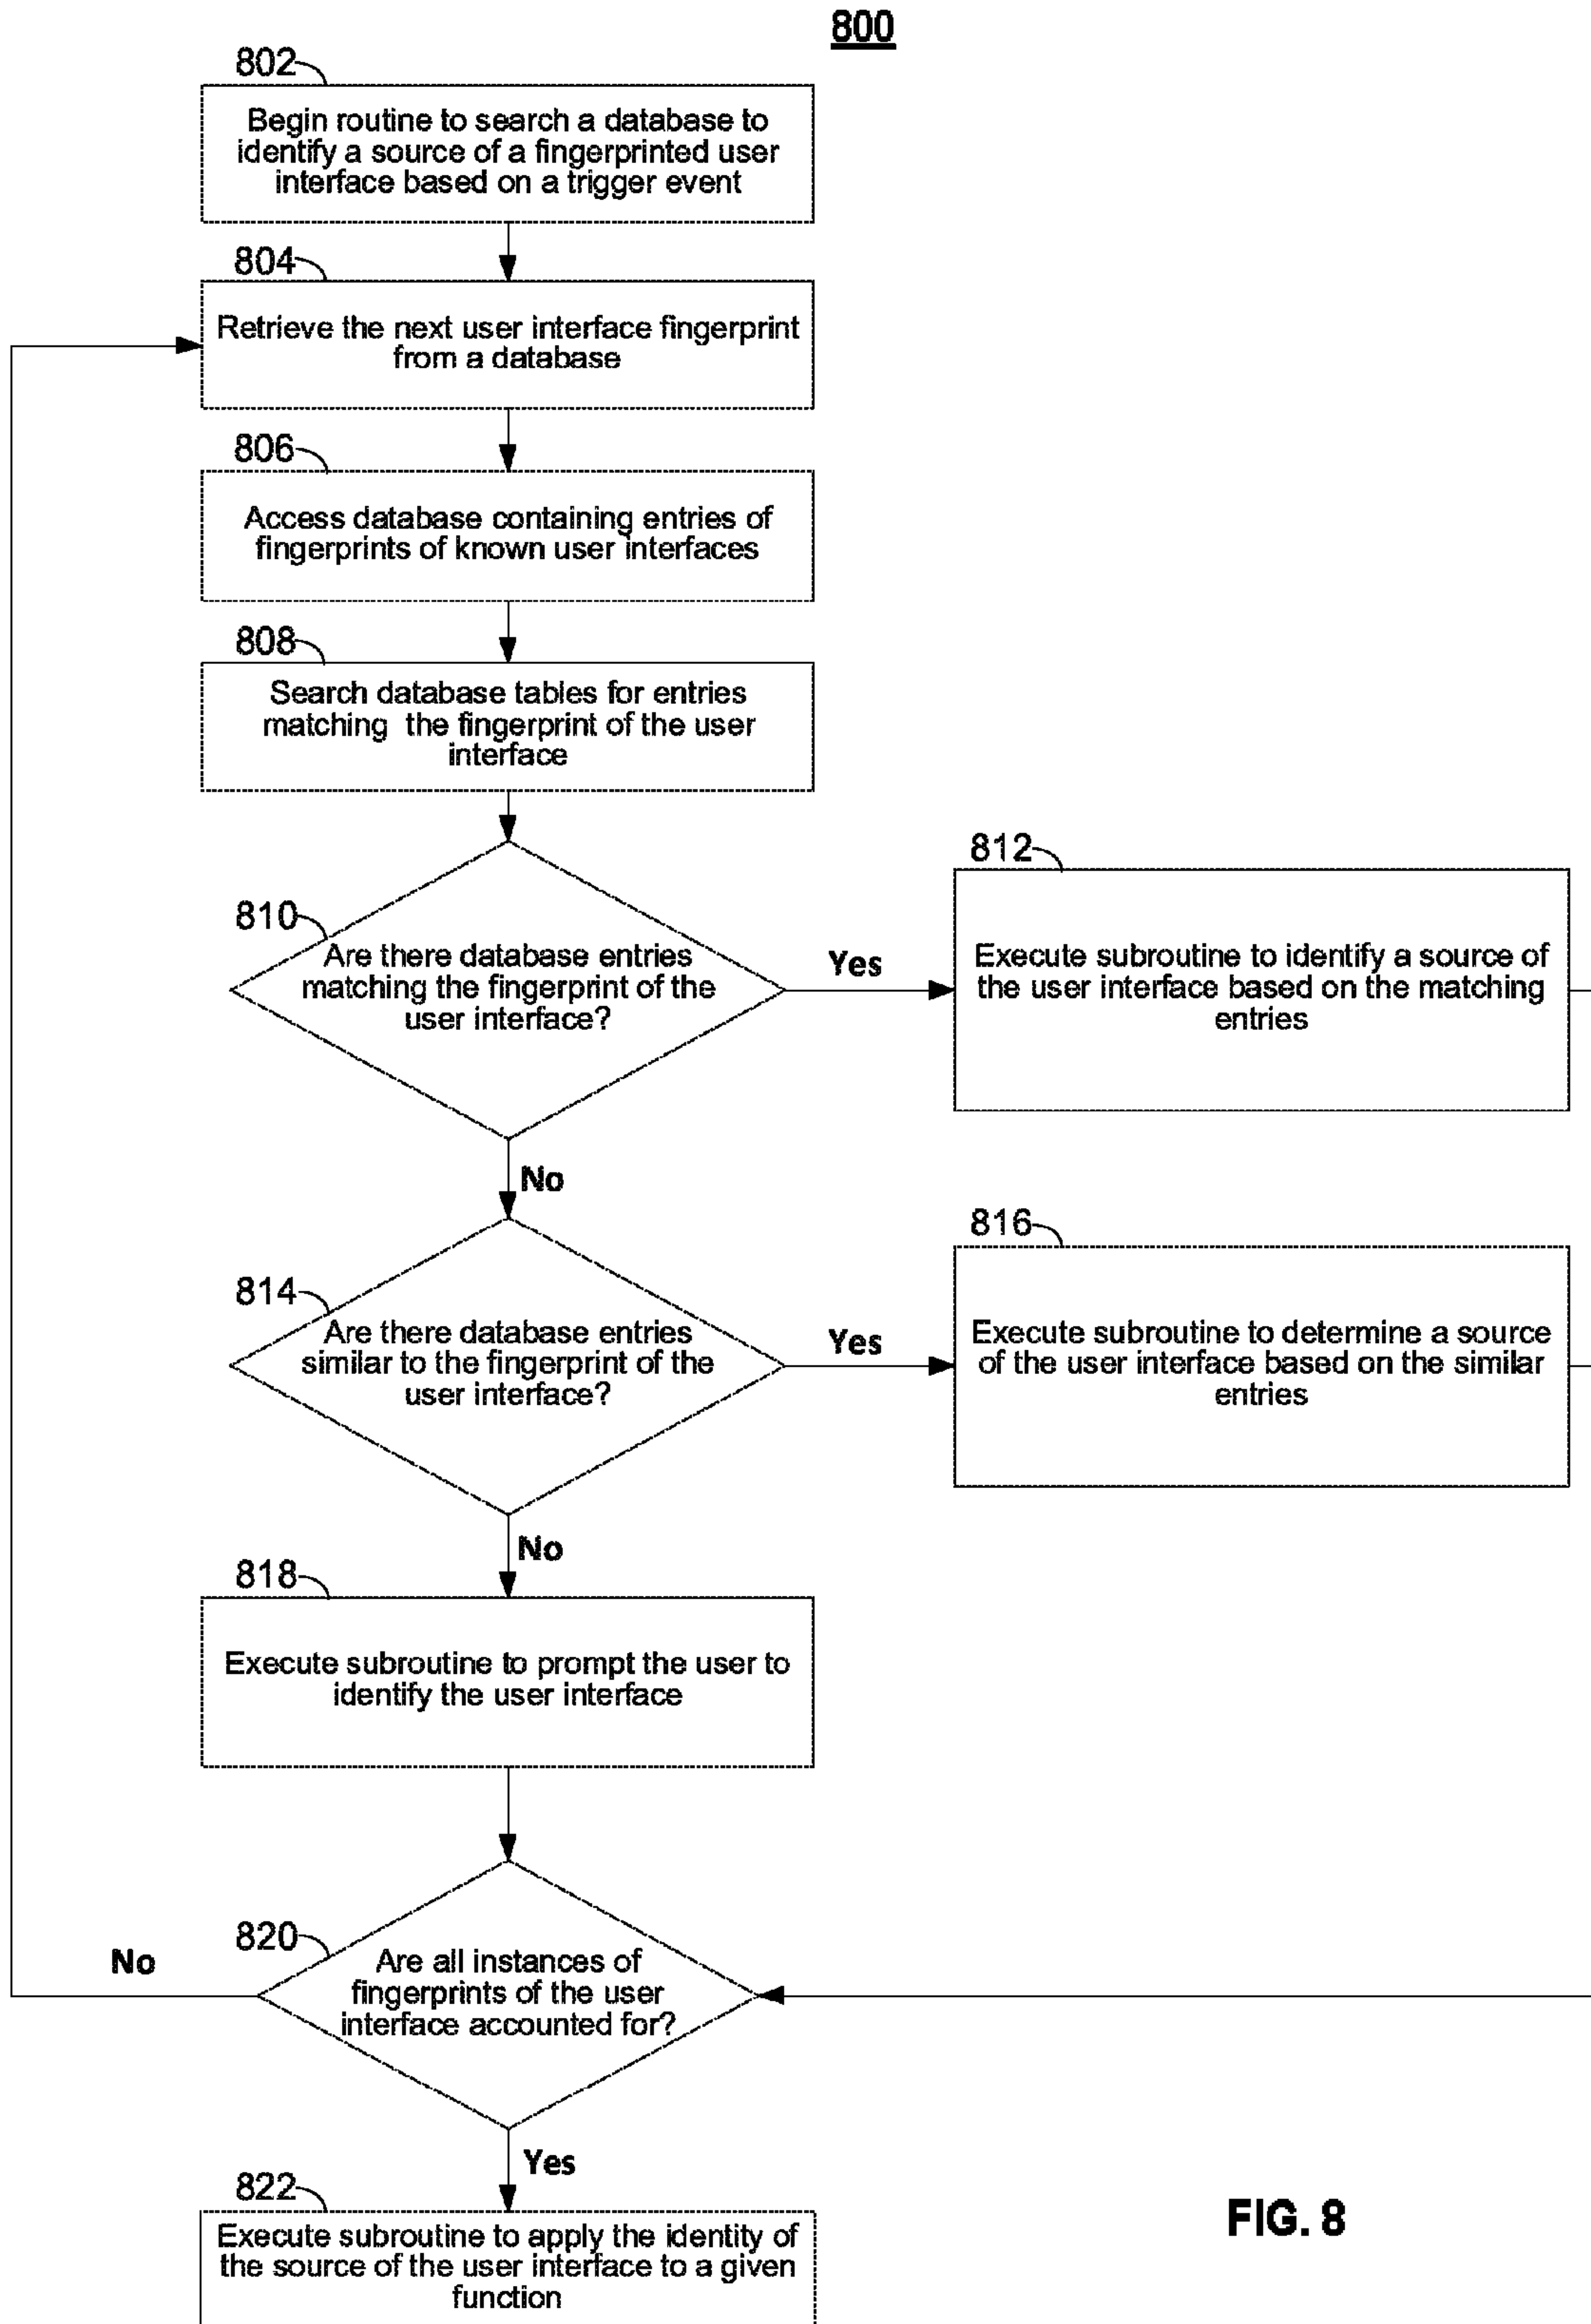 800
802
Begin routine to search a database to
identify a source of a fingerprinted user
interface based on a trigger event
804
Retrieve the next user interface fingerprint
from a database
806
Access database containing entries of
fingerprints of known user interfaces
808
Search database tables for entries
matching the fingerprint of the user
interface
810
Are there database entries
matching the fingerprint of the
user interface?
Yes
812
Execute subroutine to identify a source of
the user interface based on the matching
entries
No
814
Are there database entries
similar to the fingerprint of the
user interface?
Yes
816
Execute subroutine to determine a source
of the user interface based on the similar
entries
No
818
Execute subroutine to prompt the user to
identify the user interface
820
Are all instances of
fingerprints of the user
interface accounted for?
No
Yes
822
Execute subroutine to apply the identity of
the source of the user interface to a given
function
FIG. 8